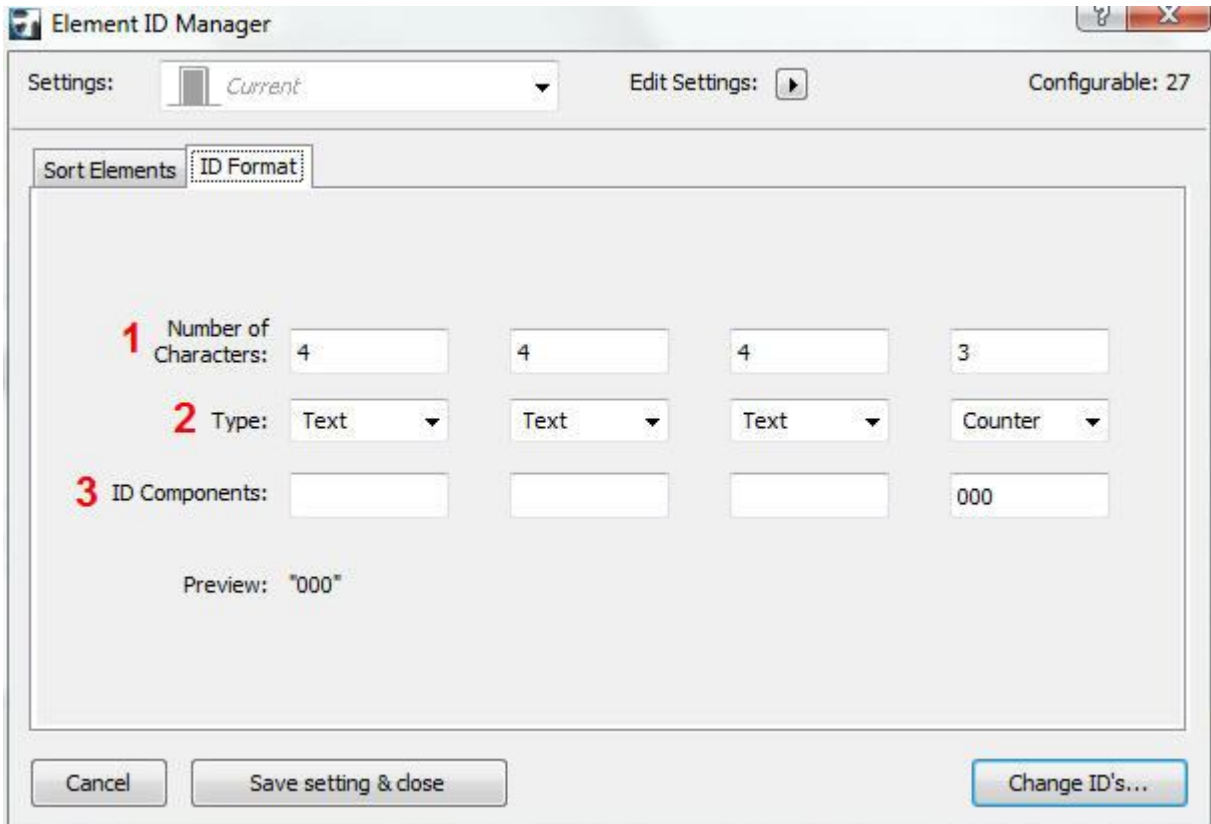 Element ID Manager ?
Settings: Current Edit Settings: Configurable: 27
Sort Elements ID Format
1 Number of
Characters: 4 4 4 3
2 Type: Text Text Text Counter
3 ID Components: 000
Preview: "000"
Cancel Save setting & close Change ID's...